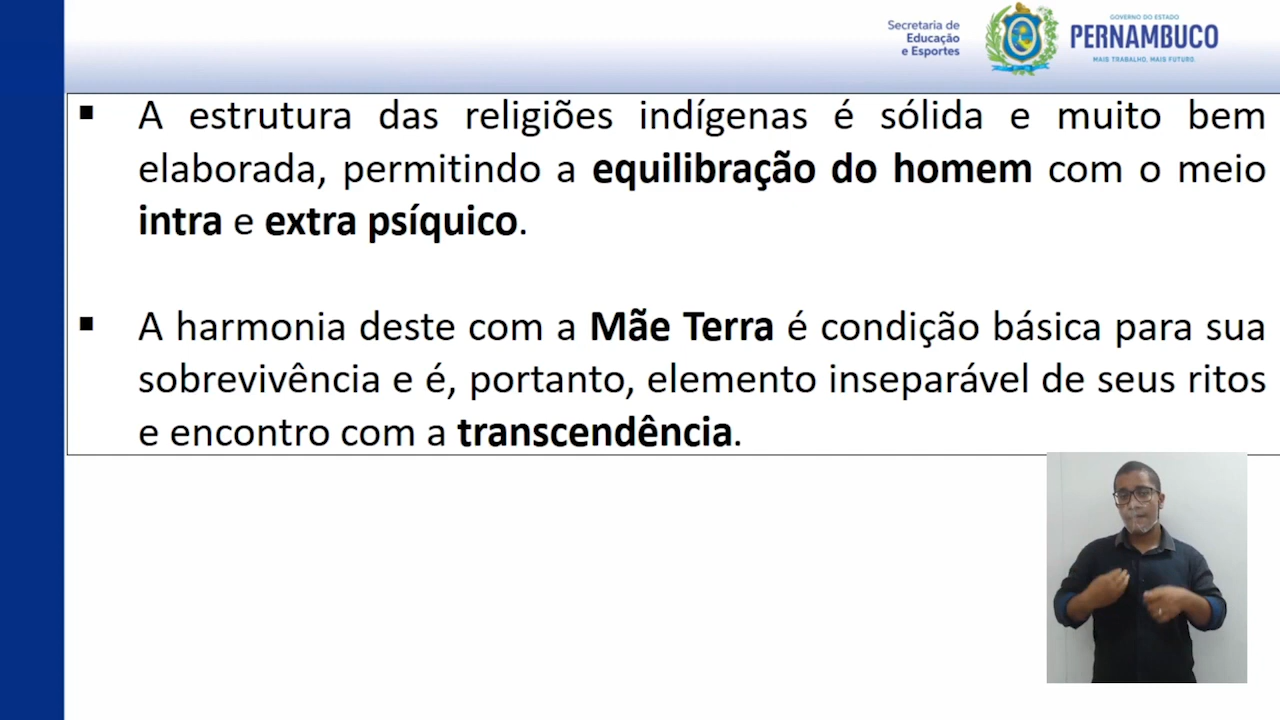 Secretaria de
Educação
e Esportes
GOVERNO DO ESTADO
PERNAMBUCO
MAIS TRABALHO, MAIS FUTURO.
▪ A estrutura das religiões indígenas é sólida e muito bem
elaborada, permitindo a equilibração do homem com o meio
intra e extra psíquico.
▪ A harmonia deste com a Mãe Terra é condição básica para sua
sobrevivência e é, portanto, elemento inseparável de seus ritos
e encontro com a transcendência.